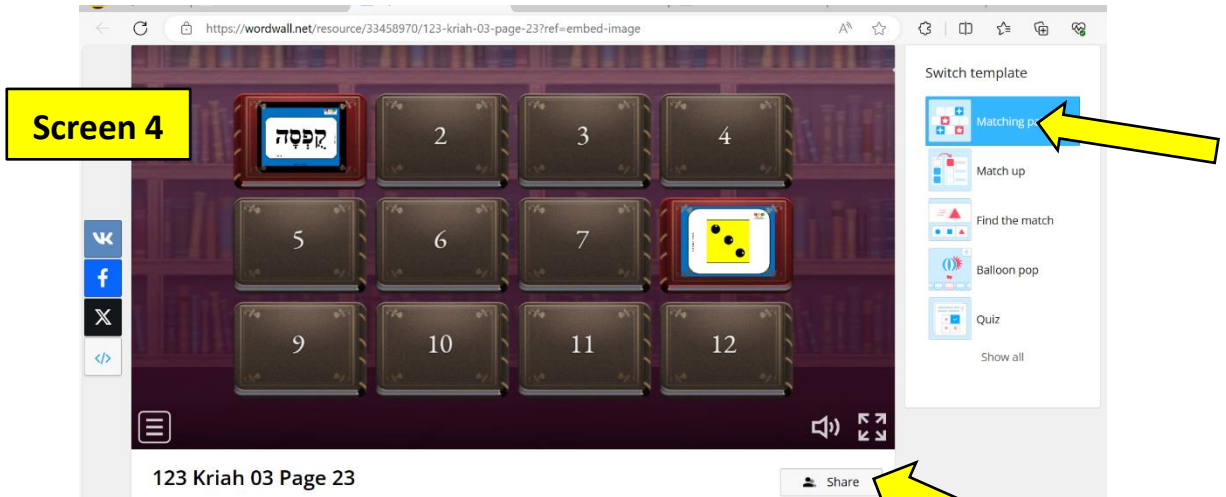 https://wordwall.net/resource/33458970/123-kriah-03-page-23?ref=embed-image
Screen 4
Switch template
קֻפְסָה
2
3
4
Matching pa
Match up
5
6
7
Find the match
Balloon pop
9
10
11
12
Quiz
Show all
123 Kriah 03 Page 23
Share